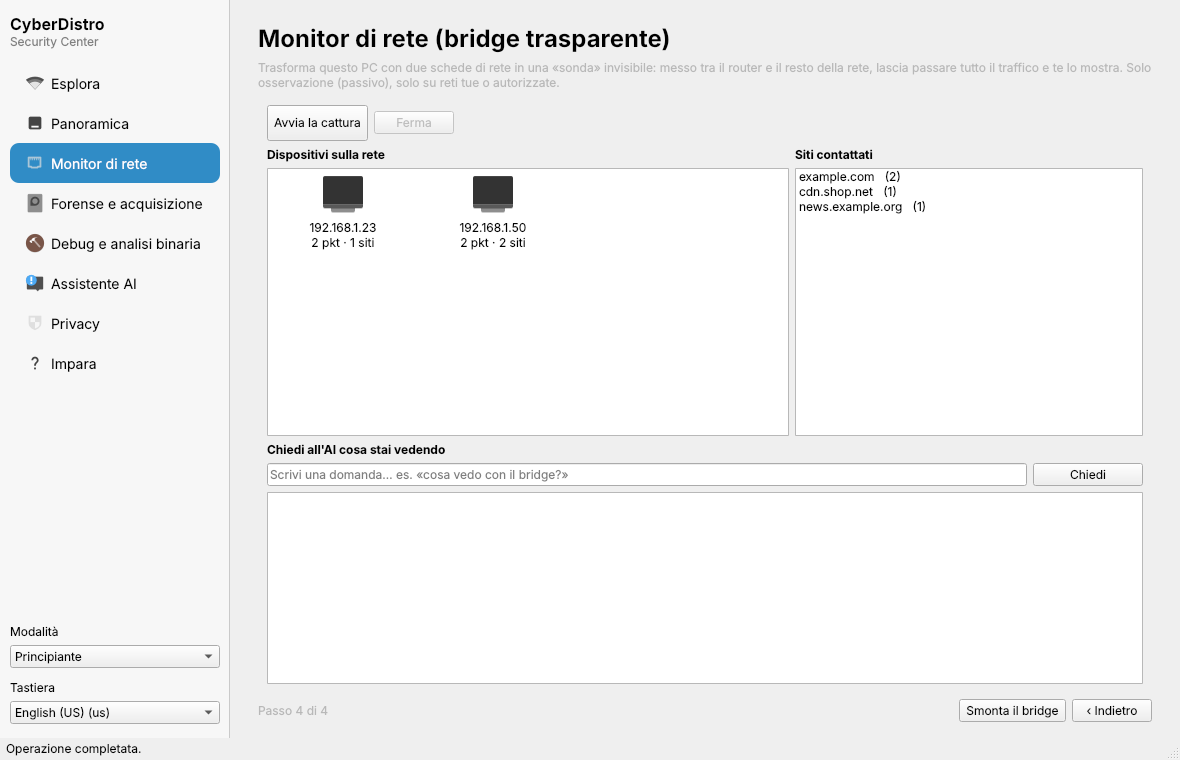 CyberDistro
Security Center
Esplora
Panoramica
Monitor di rete
Forense e acquisizione
Debug e analisi binaria
Assistente AI
Privacy
? Impara
Modalità
Principiante
Tastiera
English (US) (us)
Operazione completata.
Monitor di rete (bridge trasparente)
Trasforma questo PC con due schede di rete in una «sonda» invisibile: messo tra il router e il resto della rete, lascia passare tutto il traffico e te lo mostra. Solo
osservazione (passivo), solo su reti tue o autorizzate.
Avvia la cattura
Ferma
Dispositivi sulla rete
192.168.1.23
2 pkt · 1 siti
192.168.1.50
2 pkt · 2 siti
Siti contattati
example.com (2)
cdn.shop.net (1)
news.example.org (1)
Chiedi all'AI cosa stai vedendo
Scrivi una domanda... es. «cosa vedo con il bridge?»
Chiedi
Passo 4 di 4
Smonta il bridge
‹ Indietro